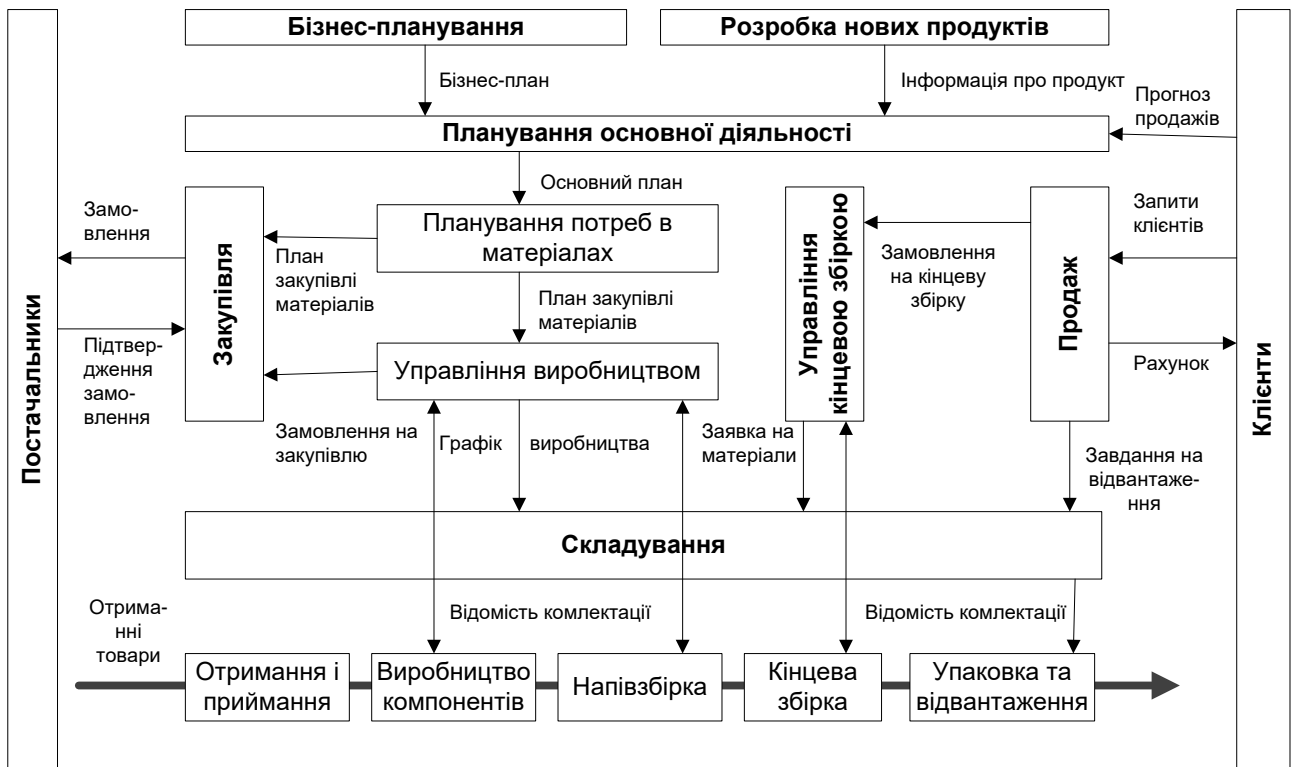 Бізнес-планування
Розробка нових продуктів
Бізнес-план
Інформація про продукт
Прогноз
продажів
Планування основної діяльності
Основний план
Замо-
влення
Закупівля
Планування потреб в
матеріалах
План
закупівлі
матеріалів
План закупівлі
матеріалів
Управління
кінцевою збіркою
Замовлення
на кінцеву
збірку
Продаж
Запити
клієнтів
Постачальники
Клієнти
Підтвер-
дження
замо-
влення
Управління виробництвом
Рахунок
Замовлення на
закупівлю
Графік
виробництва
Заявка на
матеріали
Завдання на
відвантаже-
ння
Складування
Отрима-
нні
товари
Відомість комлектації
Відомість комлектації
Отримання і
приймання
Виробництво
компонентів
Напівзбірка
Кінцева
збірка
Упаковка та
відвантаження